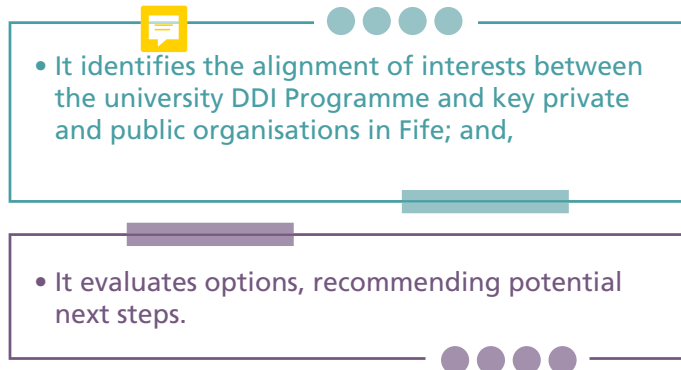 • It identifies the alignment of interests between
the university DDI Programme and key private
and public organisations in Fife; and,
• It evaluates options, recommending potential
next steps.